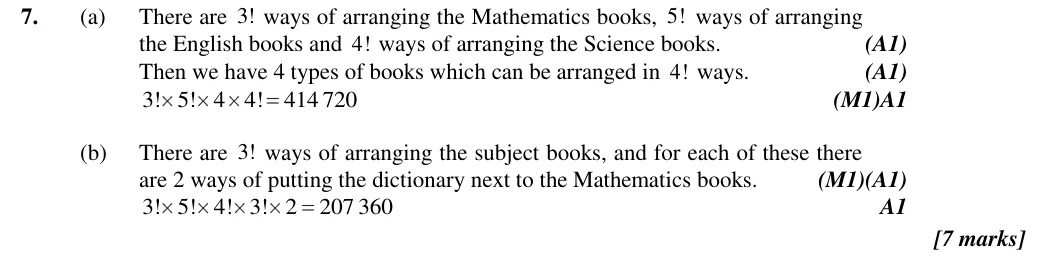 7. (a) There are 3! ways of arranging the Mathematics books, 5! ways of arranging
the English books and 4! ways of arranging the Science books. (A1)
Then we have 4 types of books which can be arranged in 4! ways. (A1)
3!× 5!× 4 × 4! = 414 720 (M1)A1
(b) There are 3! ways of arranging the subject books, and for each of these there
are 2 ways of putting the dictionary next to the Mathematics books. (M1)(A1)
3!× 5!× 4!× 3!× 2 = 207 360 A1
[7 marks]